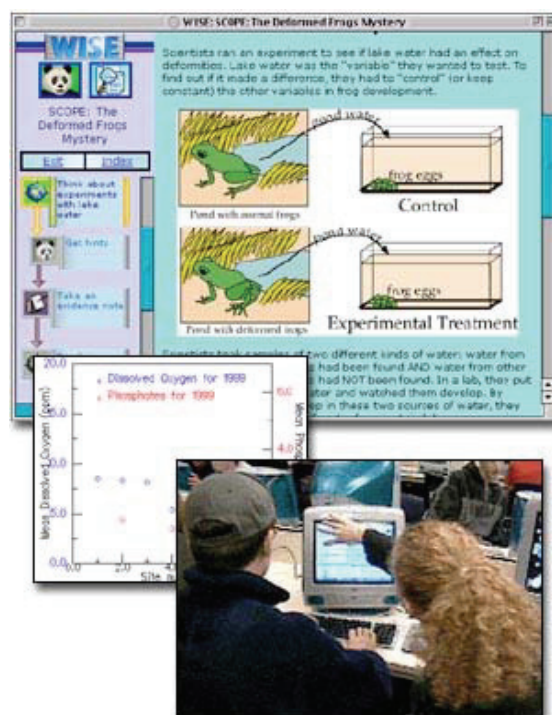 WISE: SCOPE: The Deformed Frogs Mystery
WISE
SCOPE: The
Deformed Frogs
Mystery
Exit Index
Think about
experiments
with lake
water
Get hints
Take an
evidence note
Scientists ran an experiment to see if lake water had an effect on
deformities. Lake water was the "variable" they wanted to test. To
find out if it made a difference, they had to "control" (or keep
constant) the other variables in frog development.
pond water
frog eggs
Pond with normal frogs
Control
pond water
frog eggs
Pond with deformed frogs
Experimental Treatment
Scientists took samples of two different kinds of water: water from
had been found AND water from other
s had NOT been found. In a lab, they put
ater and watched them develop. By
op in these two sources of water, they
Dissolved Oxygen for 1999
Phosphates for 1999
20.0
15.0
10.0
5.0
0.0
Mean Dissolved Oxygen (ppm)
6.0
4.0
Mean Phos
0.0 2.0 4.0
Site